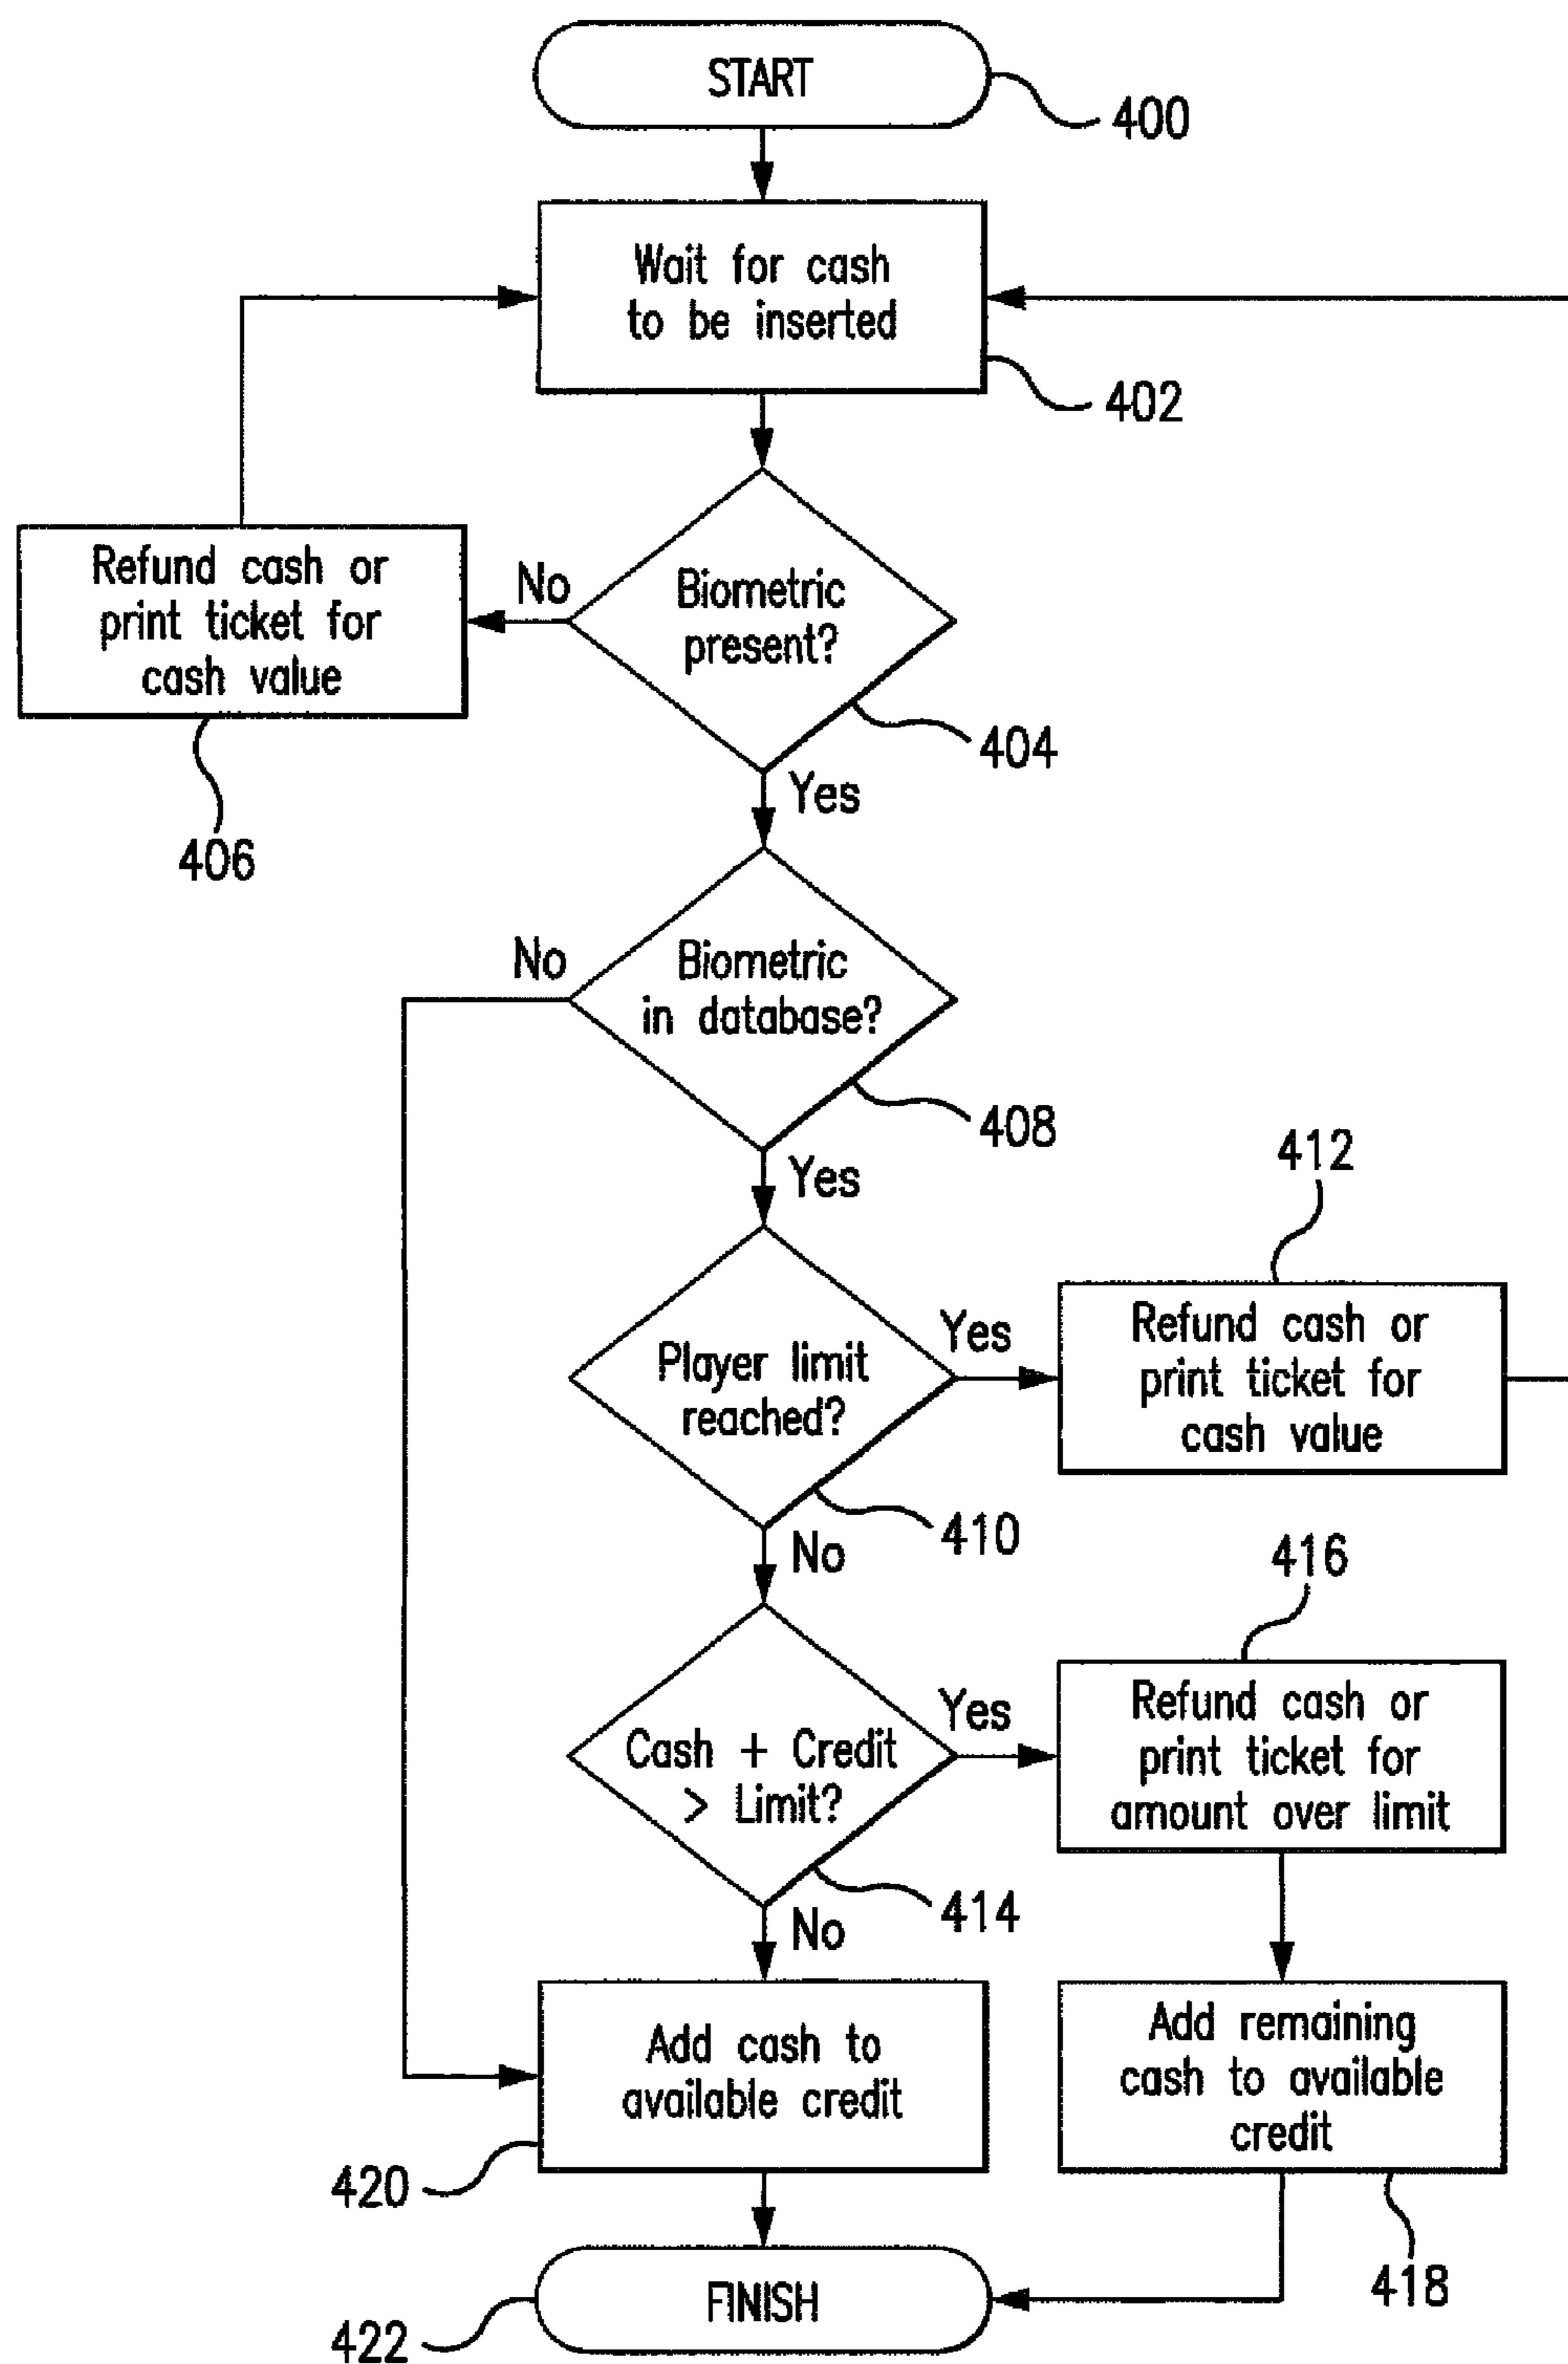 START
400
Wait for cash
to be inserted
402
Refund cash or
print ticket for
cash value
406
No
Biometric
present?
404
Yes
No
Biometric
in database?
408
Yes
412
Player limit
reached?
Yes
Refund cash or
print ticket for
cash value
410
No
416
Cash + Credit
> Limit?
Yes
Refund cash or
print ticket for
amount over limit
414
No
Add cash to
available credit
420
Add remaining
cash to available
credit
418
FINISH
422